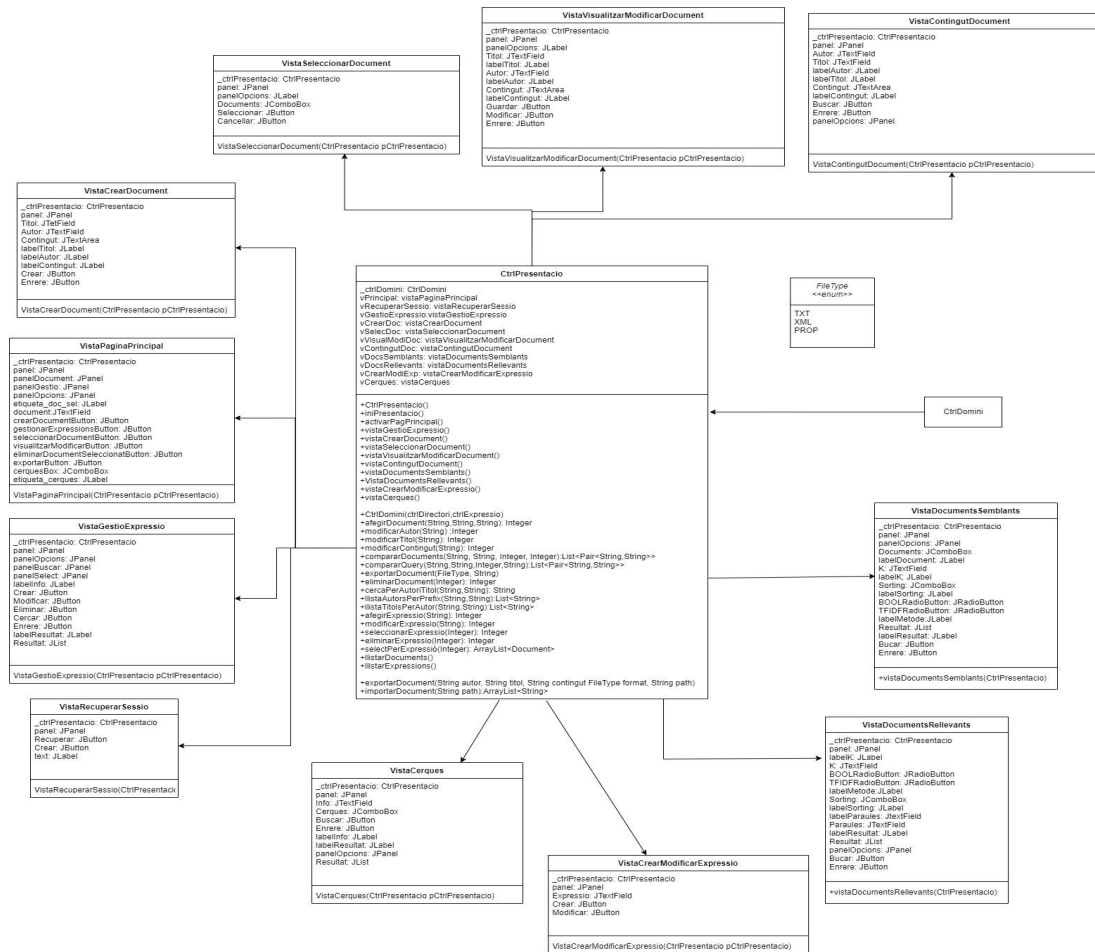 VistaVisualitzarModificarDocument
_ctrlPresentacio: CtrlPresentacio
panel: JPanel
panelOpcions: JLabel
Titol: JTextField
labelTitol: JLabel
Autor: JTextField
labelAutor: JLabel
Contingut: JTextArea
labelContingut: JLabel
Guardar: JButton
Modificar: JButton
Enrere: JButton
VistaVisualitzarModificarDocument(CtrlPresentacio pCtrlPresentacio)
VistaContingutDocument
_ctrlPresentacio: CtrlPresentacio
panel: JPanel
Autor: JTextField
Titol: JTextField
labelAutor: JLabel
labelTitol: JLabel
Contingut: JTextArea
labelContingut: JLabel
Buscar: JButton
Enrere: JButton
panelOpcions: JPanel
VistaContingutDocument(CtrlPresentacio pCtrlPresentacio)
VistaSeleccionarDocument
_ctrlPresentacio: CtrlPresentacio
panel: JPanel
panelOpcions: JLabel
Documents: JComboBox
Seleccionar: JButton
Cancellar: JButton
VistaSeleccionarDocument(CtrlPresentacio pCtrlPresentacio)
VistaCrearDocument
_ctrlPresentacio: CtrlPresentacio
panel: JPanel
Titol: JTetField
Autor: JTextField
Contingut: JTextArea
labelTitol: JLabel
labelAutor: JLabel
labelContingut: JLabel
Crear: JButton
Enrere: JButton
VistaCrearDocument(CtrlPresentacio pCtrlPresentacio)
CtrlPresentacio
_ctrlDomini: CtrlDomini
vPrincipal: vistaPaginaPrincipal
vRecuperarSessio: vistaRecuperarSessio
vGestioExpressio:vistaGestioExpressio
vCrearDoc: vistaCrearDocument
vSelecDoc: vistaSeleccionarDocument
vVisualModiDoc: vistaVisualitzarModificarDocument
vContingutDoc: vistaContingutDocument
vDocsSemblants: vistaDocumentsSemblants
vDocsRellevants: vistaDocumentsRellevants
vCrearModiExp: vistaCrearModificarExpressio
vCerques: vistaCerques
+CtrlPresentacio()
+iniPresentacio()
+activarPagPrincipal()
+vistaGestioExpressio()
+vistaCrearDocument()
+vistaSeleccionarDocument()
+vistaVisualitzarModificarDocument()
+vistaContingutDocument()
+vistaDocumentsSemblants()
+VistaDocumentsRellevants()
+vistaCrearModificarExpressio()
+vistaCerques()
+CtrlDomini(ctrlDirectori,ctrlExpressio)
+afegirDocument(String,String,String): Integer
+modificarAutor(String) :Integer
+modificarTitol(String): Integer
+modificarContingut(String): Integer
+compararDocuments(String, String, Integer, Integer):List<Pair<String,String>>
+compararQuery(String,String,Integer,String):List<Pair<String,String>>
+exportarDocument(FileType, String)
+eliminarDocument(Integer): Integer
+cercaPerAutoriTitol(String,String): String
+llistaAutorsPerPrefix(String,String):List<String>
+llistaTitolsPerAutor(String,String):List<String>
+afegirExpressio(String): Integer
+modificarExpressio(String): Integer
+seleccionarExpressio(Integer): Integer
+eliminarExpressio(Integer): Integer
+selectPerExpressió(Integer): ArrayList<Document>
+llistarDocuments()
+llistarExpressions()
+exportarDocument(String autor, String titol, String contingut FileType format, String path)
+importarDocument(String path):ArrayList<String>
FileType
<<enum>>
TXT
XML
PROP
CtrlDomini
VistaPaginaPrincipal
_ctrlPresentacio: CtrlPresentacio
panel: JPanel
panelDocument: JPanel
panelGestio: JPanel
panelOpcions: JPanel
etiqueta_doc_sel: JLabel
document:JTextField
crearDocumentButton: JButton
gestionarExpressionsButton: JButton
seleccionarDocumentButton: JButton
visualitzarModificarButton: JButton
eliminarDocumentSeleccionatButton: JButton
exportarButton: JButton
cerquesBox: JComboBox
etiqueta_cerques: JLabel
VistaPaginaPrincipal(CtrlPresentacio pCtrlPresentacio)
VistaGestioExpressio
_ctrlPresentacio: CtrlPresentacio
panel: JPanel
panelOpcions: JPanel
panelBuscar: JPanel
panelSelect: JPanel
labelInfo: JLabel
Crear: JButton
Modificar: JButton
Eliminar: JButton
Cercar: JButton
Enrere: JButton
labelResultat: JLabel
Resultat: JList
VistaGestioExpressio(CtrlPresentacio pCtrlPresentacio)
VistaDocumentsSemblants
_ctrlPresentacio: CtrlPresentacio
panel: JPanel
panelOpcions: JPanel
Documents: JComboBox
labelDocument: JLabel
K: JTextField
labelK: JLabel
Sorting: JComboBox
labelSorting: JLabel
BOOLRadioButton: JRadioButton
TFIDFRadioButton: JRadioButton
labelMetode:JLabel
Resultat: JList
labelResultat: JLabel
Bucar: JButton
Enrere: JButton
+vistaDocumentsSemblants(CtrlPresentacio)
VistaRecuperarSessio
_ctrlPresentacio: CtrlPresentacio
panel: JPanel
Recuperar: JButton
Crear: JButton
text: JLabel
VistaRecuperarSessio(CtrlPresentacio
VistaCerques
_ctrlPresentacio: CtrlPresentacio
panel: JPanel
Info: JTextField
Cerques: JComboBox
Buscar: JButton
Enrere: JButton
labelInfo: JLabel
labelResultat: JLabel
panelOpcions: JPanel
Resultat: JList
VistaCerques(CtrlPresentacio pCtrlPresentacio)
VistaDocumentsRellevants
_ctrlPresentacio: CtrlPresentacio
panel: JPanel
labelK: JLabel
K: JTextField
BOOLRadioButton: JRadioButton
TFIDFRadioButton: JRadioButton
labelMetode:JLabel
Sorting: JComboBox
labelSorting: JLabel
labelParaules: JtextField
Paraules: JTextField
labelResultat: JLabel
Resultat: JList
panelOpcions: JPanel
Bucar: JButton
Enrere: JButton
+vistaDocumentsRellevants(CtrlPresentacio)
VistaCrearModificarExpressio
_ctrlPresentacio: CtrlPresentacio
panel: JPanel
Expressio: JTextField
Crear: JButton
Modificar: JButton
VistaCrearModificarExpressio(CtrlPresentacio pCtrlPresentacio)